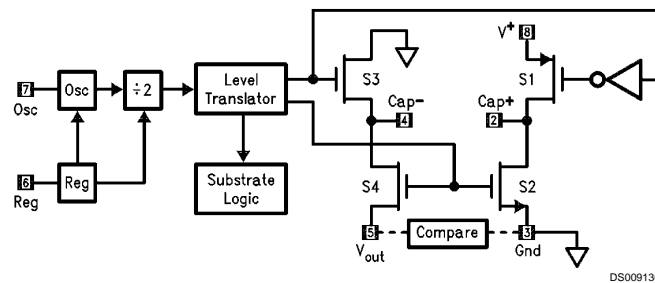 V+
8
S3
S1
Level
Translator
7
Osc
÷2
Osc
Cap-
4
Cap+
2
6
Reg
Reg
Substrate
Logic
S4
S2
5
Compare
3
Vout
Gnd